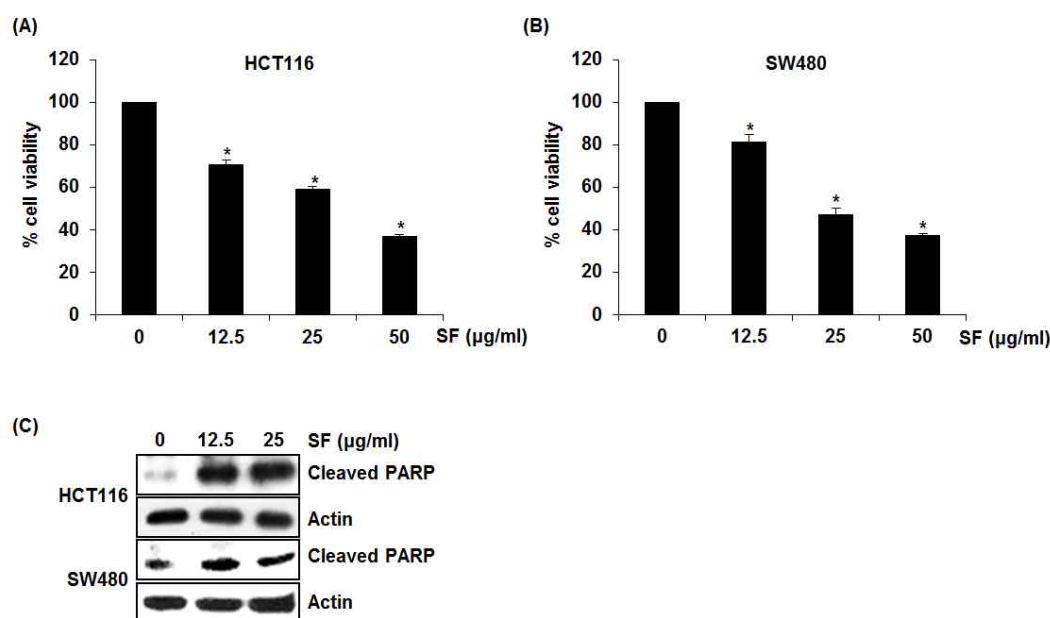 (A)
HCT116
% cell viability
120
100
80
60
40
20
0
*
*
*
0 12.5 25 50 SF (µg/ml)
(B)
SW480
% cell viability
120
100
80
60
40
20
0
*
*
*
0 12.5 25 50 SF (µg/ml)
(C)
0 12.5 25 SF (µg/ml)
HCT116
Cleaved PARP
Actin
SW480
Cleaved PARP
Actin